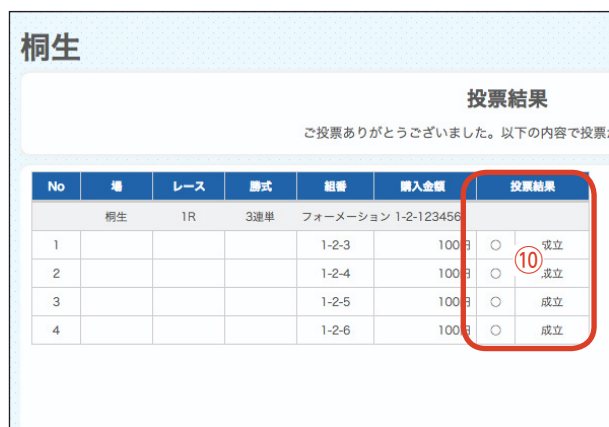 桐生
投票結果
ご投票ありがとうございました。以下の内容で投票
No 場 レース 勝式 組番 購入金額 投票結果
桐生 1R 3連単 フォーメーション 1-2-123456
1 1-2-3 100円 ○ 成立
2 1-2-4 100円 ○ 成立
3 1-2-5 100円 ○ 成立
4 1-2-6 100円 ○ 成立
⑩